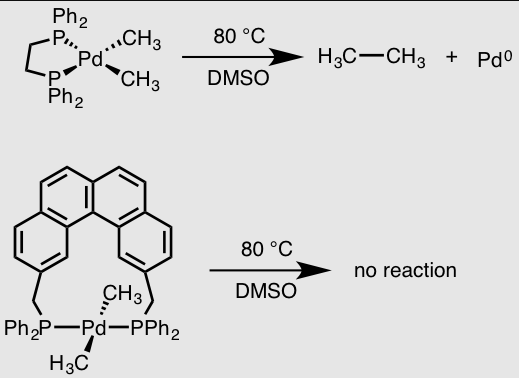 Ph₂
P
CH₃
Pd
CH₃
P
Ph₂
80 °C
DMSO
H₃C—CH₃ + Pd⁰
80 °C
DMSO
no reaction
CH₃
Ph₂P—Pd—PPh₂
H₃C